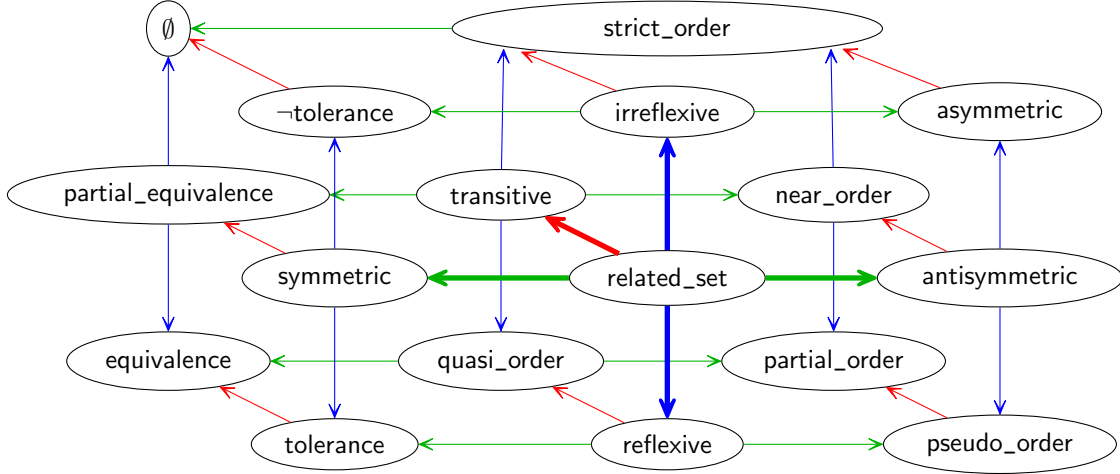 ∅
strict_order
¬tolerance
irreflexive
asymmetric
partial_equivalence
transitive
near_order
symmetric
related_set
antisymmetric
equivalence
quasi_order
partial_order
tolerance
reflexive
pseudo_order